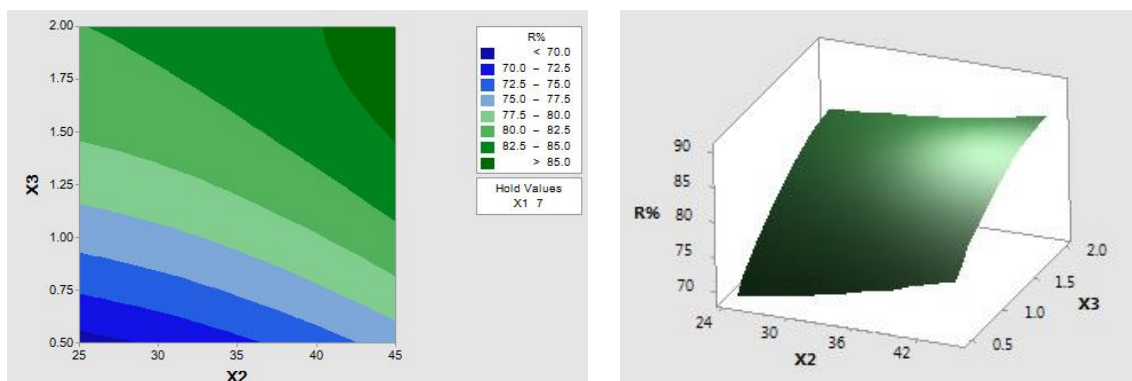 2.00
1.75
1.50
1.25
1.00
0.75
0.50
X3
25
30
35
40
45
X2
R%
< 70.0
70.0 – 72.5
72.5 – 75.0
75.0 – 77.5
77.5 – 80.0
80.0 – 82.5
82.5 – 85.0
> 85.0
Hold Values
X1 7
90
85
80
75
70
R%
24
30
36
42
X2
0.5
1.0
1.5
2.0
X3